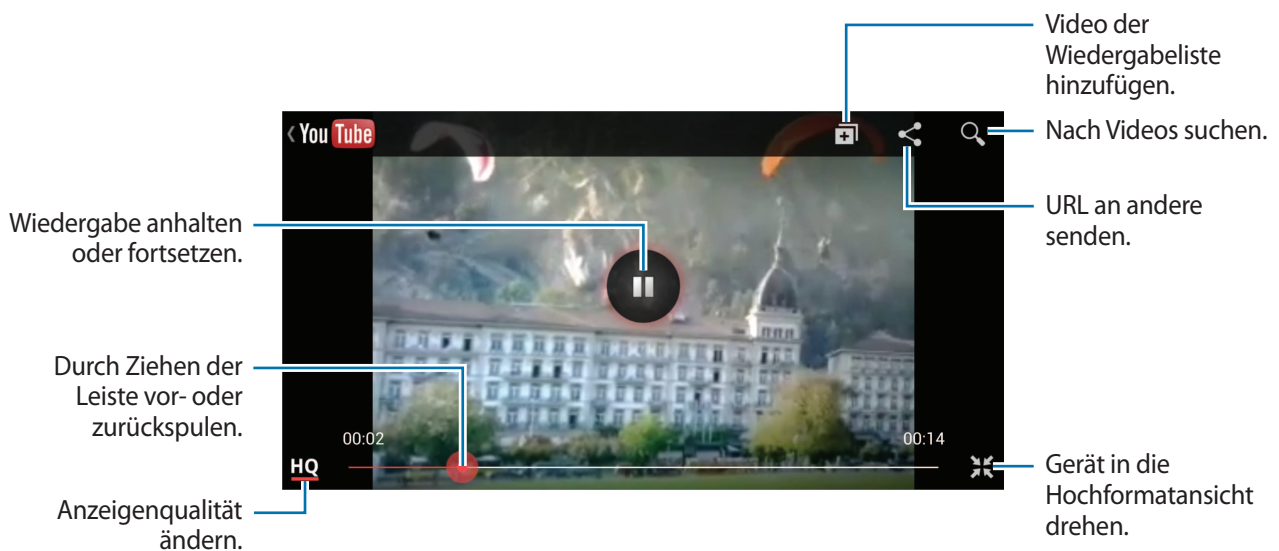 Video der
Wiedergabeliste
hinzufügen.
You Tube
Nach Videos suchen.
URL an andere
senden.
Wiedergabe anhalten
oder fortsetzen.
Durch Ziehen der
Leiste vor- oder
zurückspulen.
00:02
00:14
HQ
Gerät in die
Hochformatansicht
drehen.
Anzeigenqualität
ändern.